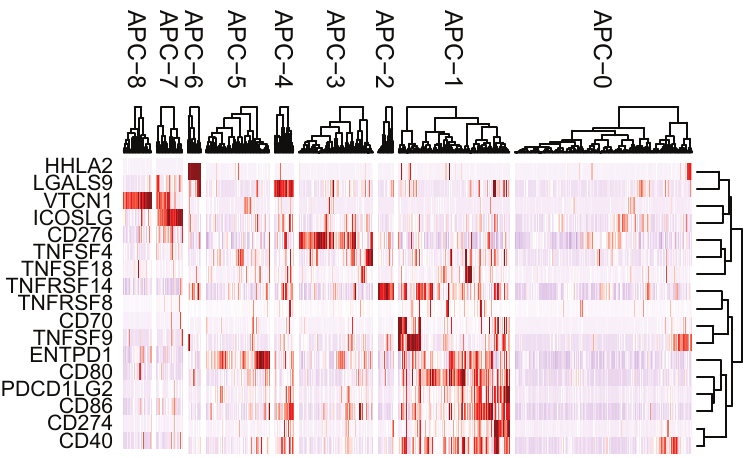 APC-8
APC-7
APC-6
APC-5
APC-4
APC-3
APC-2
APC-1
APC-0
HHLA2
LGALS9
VTCN1
ICOSLG
CD276
TNFSF4
TNFSF18
TNFRSF14
TNFRSF8
CD70
TNFSF9
ENTPD1
CD80
PDCD1LG2
CD86
CD274
CD40